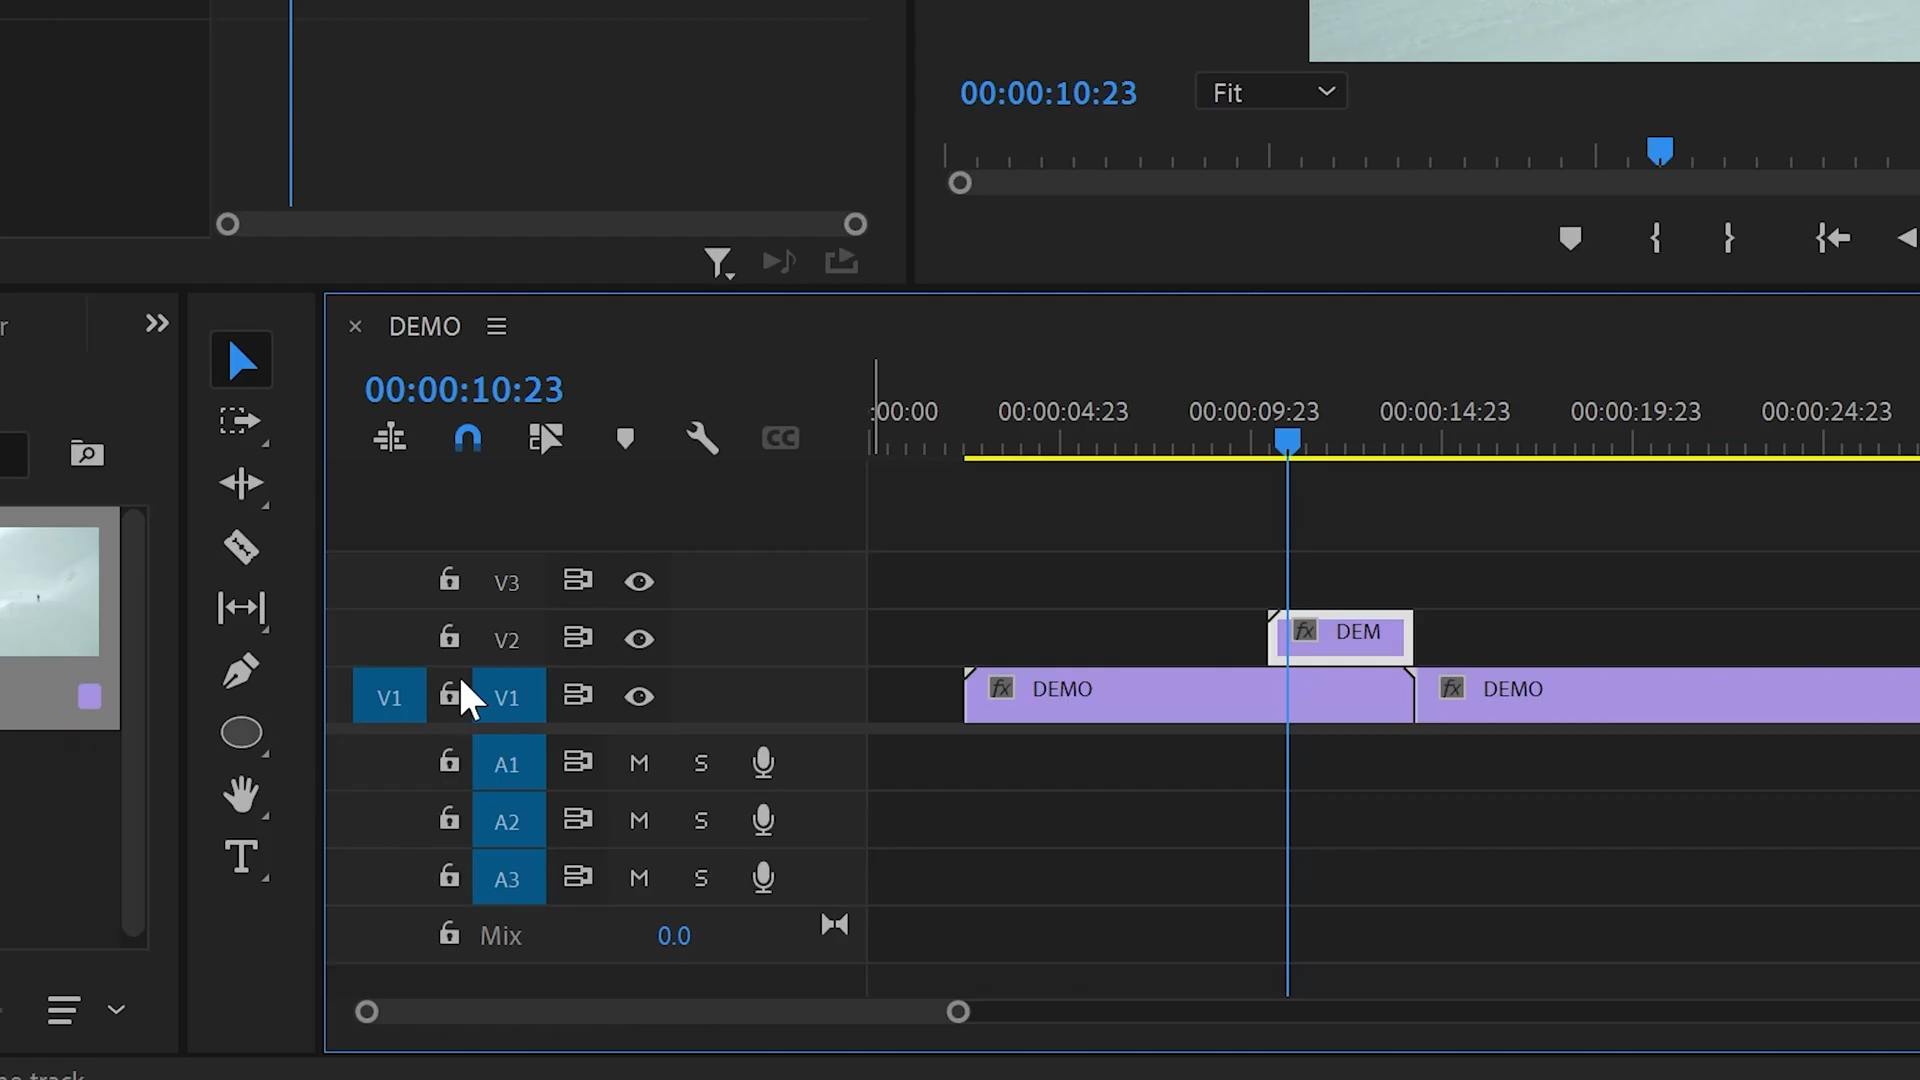 00:00:10:23
Fit
r
DEMO
00:00:10:23
:00:00 00:00:04:23 00:00:09:23 00:00:14:23 00:00:19:23 00:00:24:23
CC
V3
V2
fx DEM
V1 V1
fx DEMO fx DEMO
A1 M S
A2 M S
A3 M S
Mix 0.0
T
track